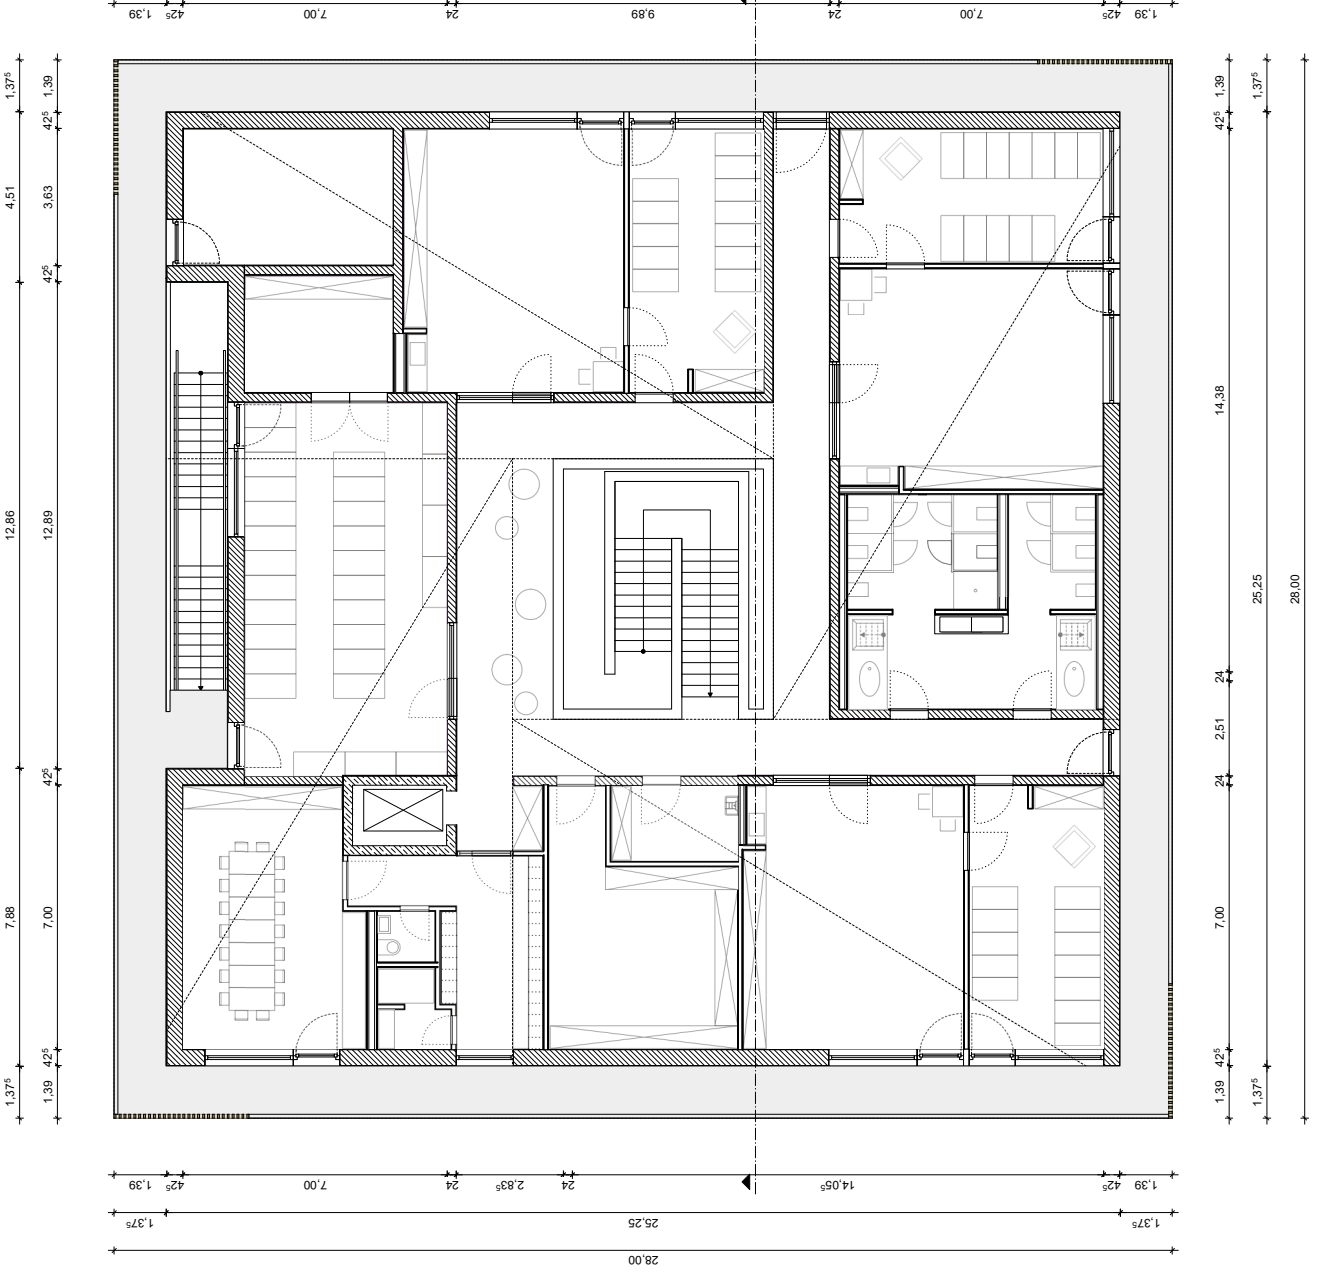 1,39 42⁵ 7,00 24 9,89 24 7,00 42⁵ 1,39
1,37⁵ 4,51 12,86 7,88 1,37⁵
1,39 42⁵ 3,63 42⁵ 12,89 42⁵ 7,00 42⁵ 1,39
1,39 42⁵ 14,38 24 2,51 24 7,00 42⁵ 1,39
1,37⁵ 25,25 1,37⁵
28,00
1,39 42⁵ 7,00 24 2,83⁵ 24 14,05⁵ 42⁵ 1,39
1,37⁵ 25,25 1,37⁵
28,00